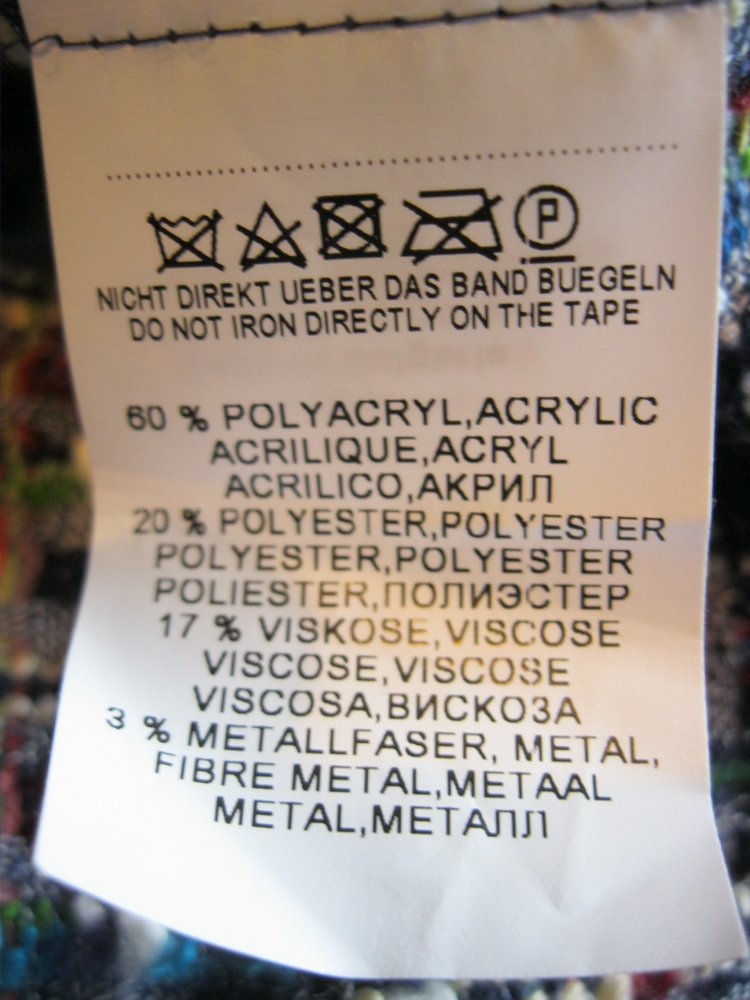 P
NICHT DIREKT UEBER DAS BAND BUEGELN
DO NOT IRON DIRECTLY ON THE TAPE
60 % POLYACRYL,ACRYLIC
ACRILIQUE,ACRYL
ACRILICO,АКРИЛ
20 % POLYESTER,POLYESTER
POLYESTER,POLYESTER
POLIESTER,ПОЛИЭСТЕР
17 % VISKOSE,VISCOSE
VISCOSE,VISCOSE
VISCOSA,ВИСКОЗА
3 % METALLFASER, METAL,
FIBRE METAL,METAAL
METAL,МЕТАЛЛ